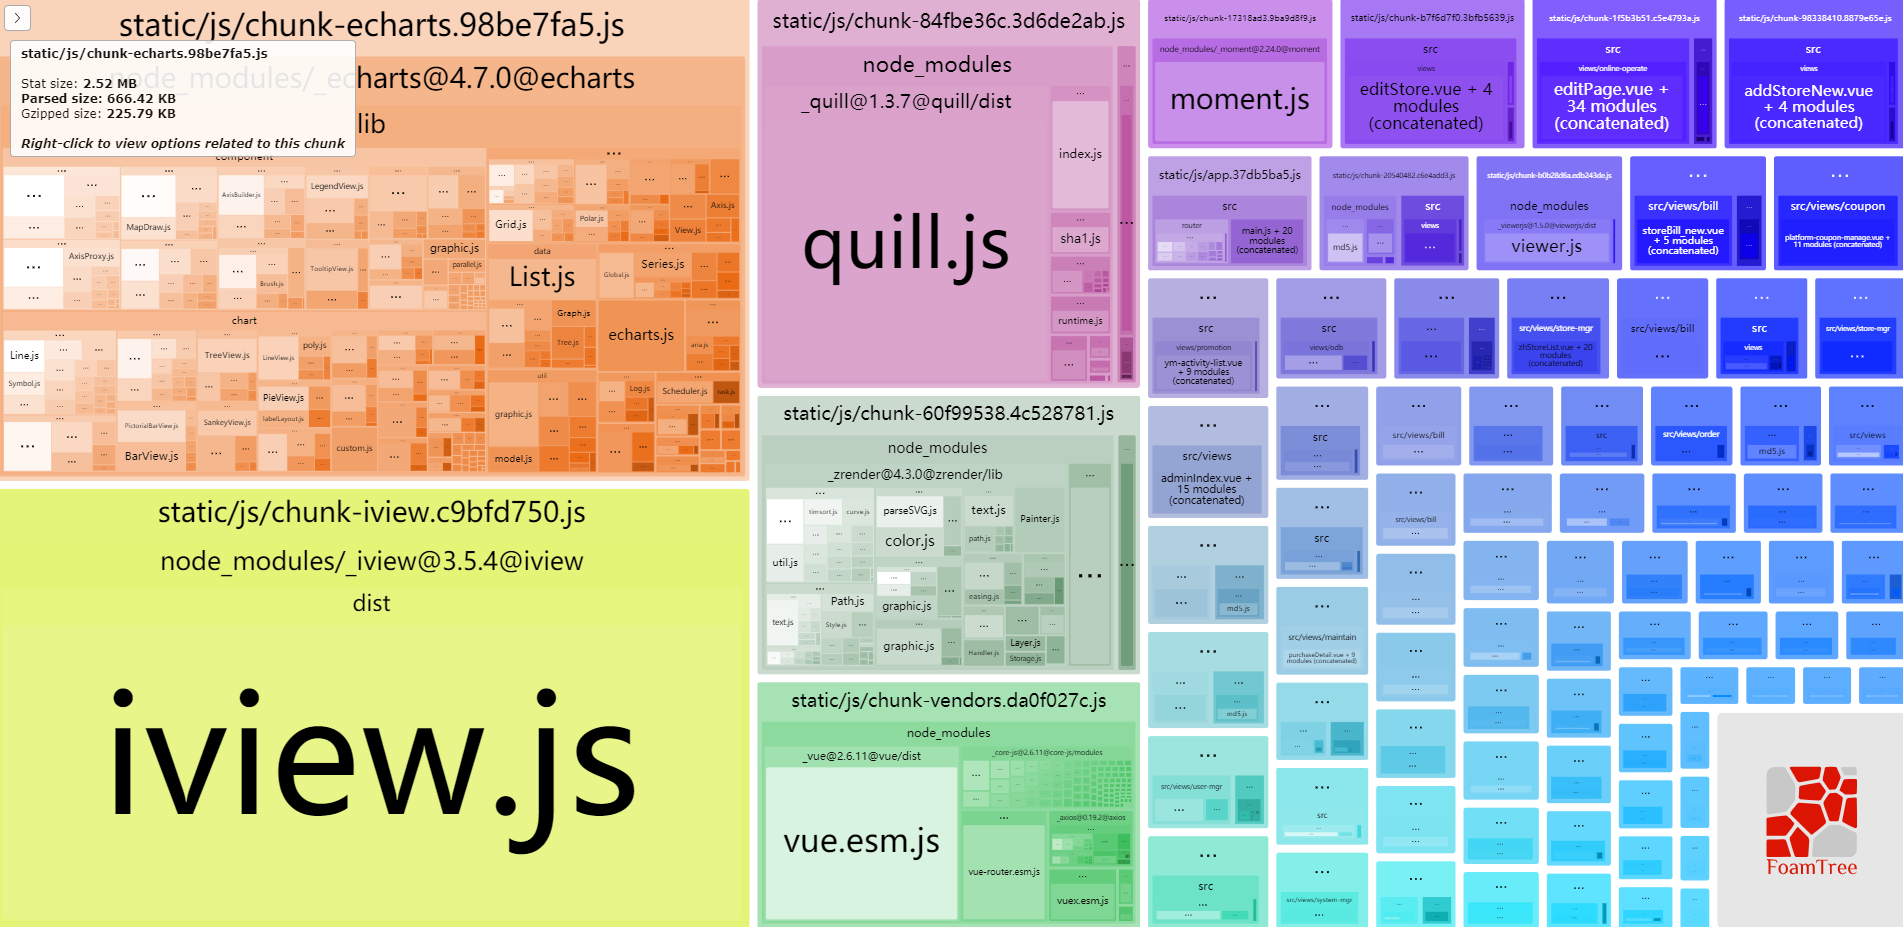 static/js/chunk-echarts.98be7fa5.js
static/js/chunk-echarts.98be7fa5.js
Stat size: 2.52 MB
Parsed size: 666.42 KB
Gzipped size: 225.79 KB
Right-click to view options related to this chunk
node_modules/_echarts@4.7.0@echarts
lib
component
AxisBuilder.js
LegendView.js
MapDraw.js
AxisProxy.js
TooltipView.js
Brush.js
graphic.js
parallel.js
Grid.js
Polar.js
Axis.js
View.js
data
List.js
Global.js
Series.js
Graph.js
Tree.js
echarts.js
aria.js
chart
Line.js
Symbol.js
TreeView.js
LineView.js
poly.js
PieView.js
PictorialBarView.js
SankeyView.js
labelLayout.js
BarView.js
custom.js
util
graphic.js
model.js
Log.js
Scheduler.js
task.js
static/js/chunk-iview.c9bfd750.js
node_modules/_iview@3.5.4@iview
dist
iview.js
static/js/chunk-84fbe36c.3d6de2ab.js
node_modules
_quill@1.3.7@quill/dist
quill.js
index.js
sha1.js
runtime.js
static/js/chunk-60f99538.4c528781.js
node_modules
_zrender@4.3.0@zrender/lib
timsort.js
curve.js
parseSVG.js
text.js
Painter.js
color.js
path.js
util.js
Path.js
graphic.js
easing.js
text.js
Style.js
graphic.js
Handler.js
Layer.js
Storage.js
static/js/chunk-vendors.da0f027c.js
node_modules
_vue@2.6.11@vue/dist
vue.esm.js
_core-js@2.6.11@core-js/modules
_axios@0.19.2@axios
vue-router.esm.js
vuex.esm.js
static/js/chunk-17318ad3.9ba9d8f9.js
node_modules/_moment@2.24.0@moment
moment.js
static/js/chunk-b7f6d7f0.3bfb5639.js
src
views
editStore.vue + 4
modules
(concatenated)
static/js/chunk-1f5b3b51.c5e4793a.js
src
views/online-operate
editPage.vue +
34 modules
(concatenated)
static/js/chunk-98338410.8879e65e.js
src
views
addStoreNew.vue
+ 4 modules
(concatenated)
static/js/app.37db5ba5.js
src
router
main.js + 20
modules
(concatenated)
static/js/chunk-20540482.c6e4add3.js
node_modules
md5.js
src
views
static/js/chunk-b0b28d6a.edb243de.js
node_modules
_viewerjs@1.5.0@viewerjs/dist
viewer.js
src/views/bill
storeBill_new.vue
+ 5 modules
(concatenated)
src/views/coupon
platform-coupon-manage.vue +
11 modules (concatenated)
src
views/promotion
ym-activity-list.vue
+ 9 modules
(concatenated)
src
views/odb
src/views/store-mgr
zhStoreList.vue + 20
modules
(concatenated)
src/views/bill
src
views
src/views/store-mgr
src/views
adminIndex.vue +
15 modules
(concatenated)
src
src/views/bill
src
src/views/order
md5.js
src/views
src
src/views/bill
md5.js
src/views/maintain
purchaseDetail.vue + 9
modules (concatenated)
md5.js
src/views/user-mgr
src
src
src/views/system-mgr
FoamTree